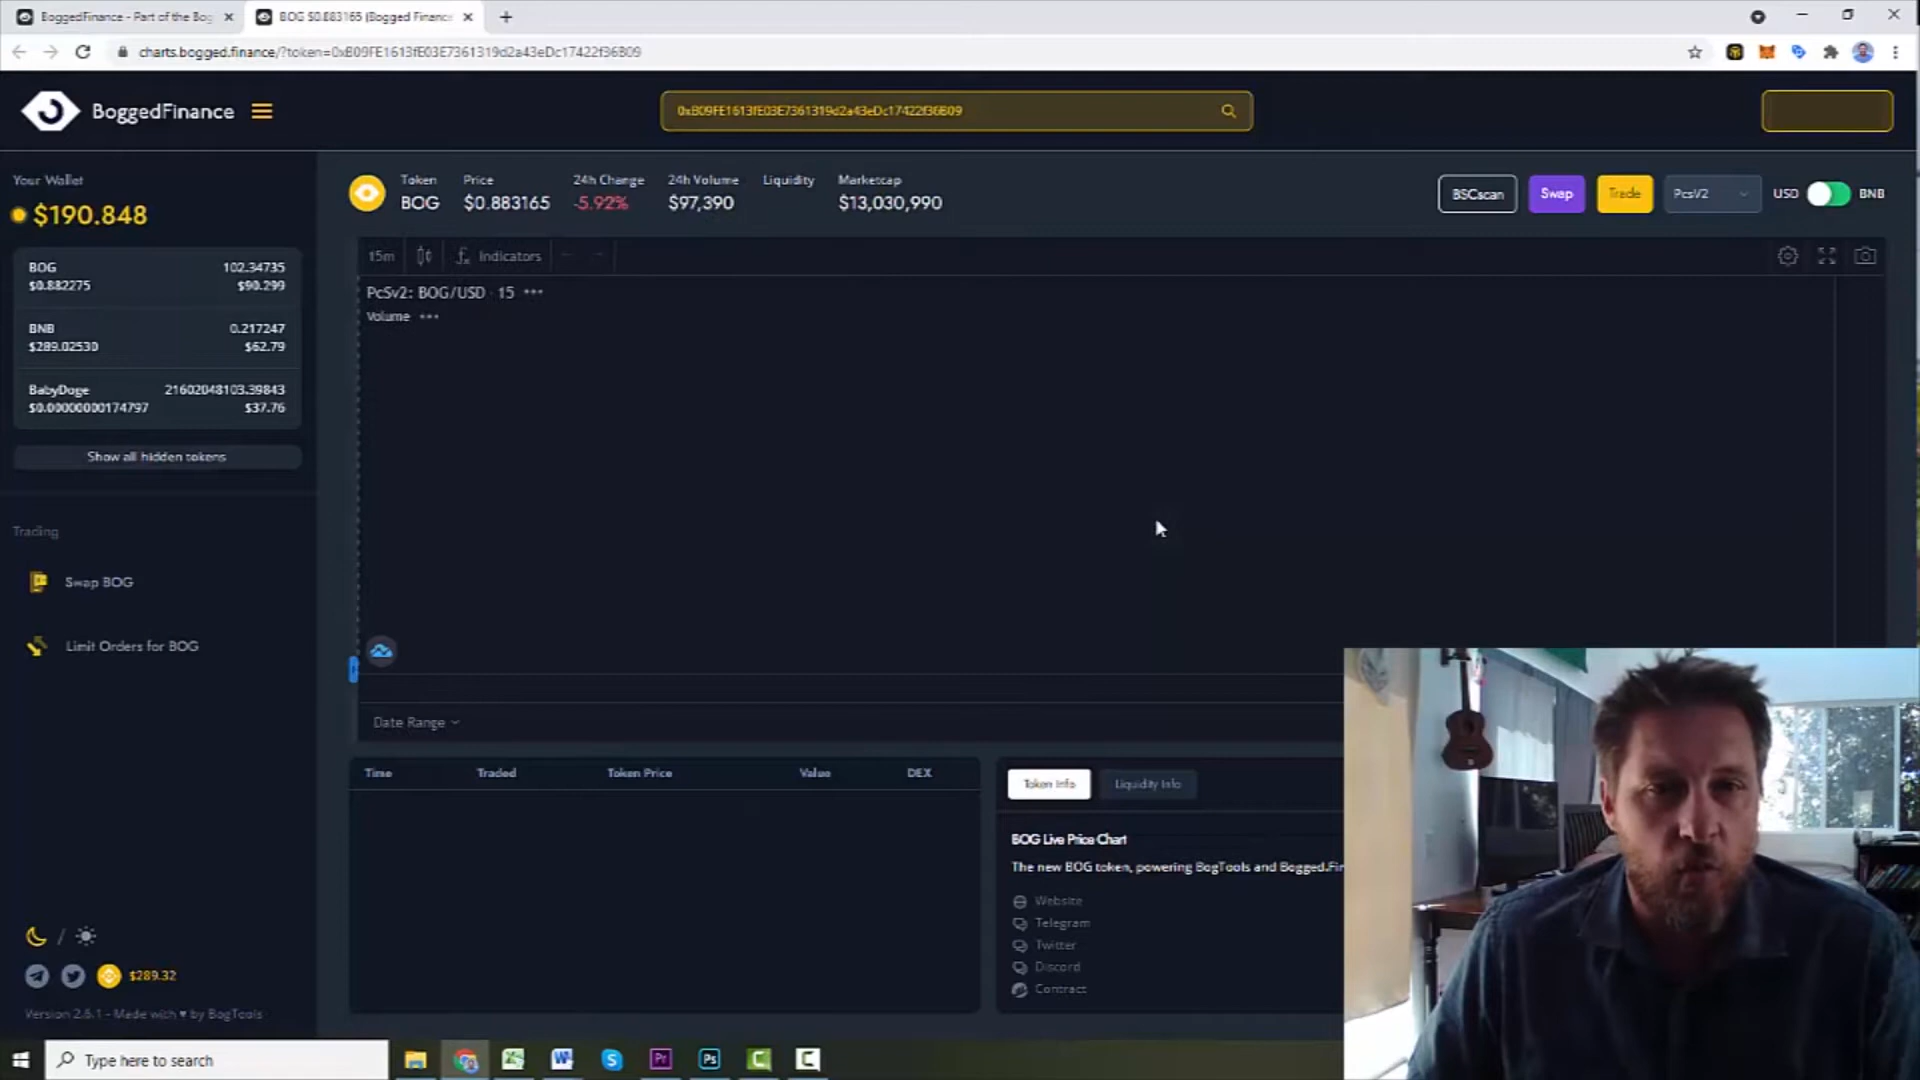 BoggedFinance - Part of the Bog
BOG $0.883165 (Bogged Finance
charts.bogged.finance/?token=0xB09FE1613fE03E7361319d2a43eDc17422f36B09
BoggedFinance
0xB09FE1613fE03E7361319d2a43eDc17422f36B09
Your Wallet
$190.848
BOG 102.34735
$0.882275 $90.299
BNB 0.217247
$289.02530 $62.79
BabyDoge 21602048103.39843
$0.00000000174797 $37.76
Show all hidden tokens
Trading
Swap BOG
Limit Orders for BOG
$289.32
Version 2.6.1 - Made with ♥ by BogTools
Token Price 24h Change 24h Volume Liquidity Marketcap
BOG $0.883165 -5.92% $97,390 $13,030,990
BSCscan Swap Trade PcsV2 USD BNB
15m Indicators
PcSv2: BOG/USD · 15
Volume
Date Range
Time Traded Token Price Value DEX
Token Info Liquidity Info
BOG Live Price Chart
The new BOG token, powering BogTools and Bogged.Fin
Website
Telegram
Twitter
Discord
Contract
Type here to search
Pr
Ps